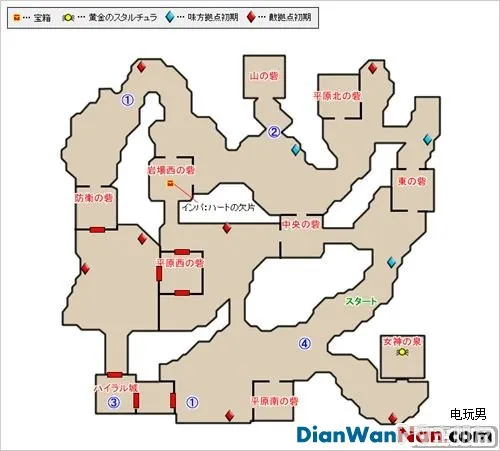 … 宝箱 … 黄金のスタルチュラ … 味方拠点初期 …敵拠点初期
山の砦
平原北の砦
①
②
岩場西の砦
東の砦
防衛の砦
インパ:ハートの欠片
中央の砦
平原西の砦
スタート
女神の泉
④
ハイラル城
③
①
平原南の砦
电玩男
DianWanNan.com